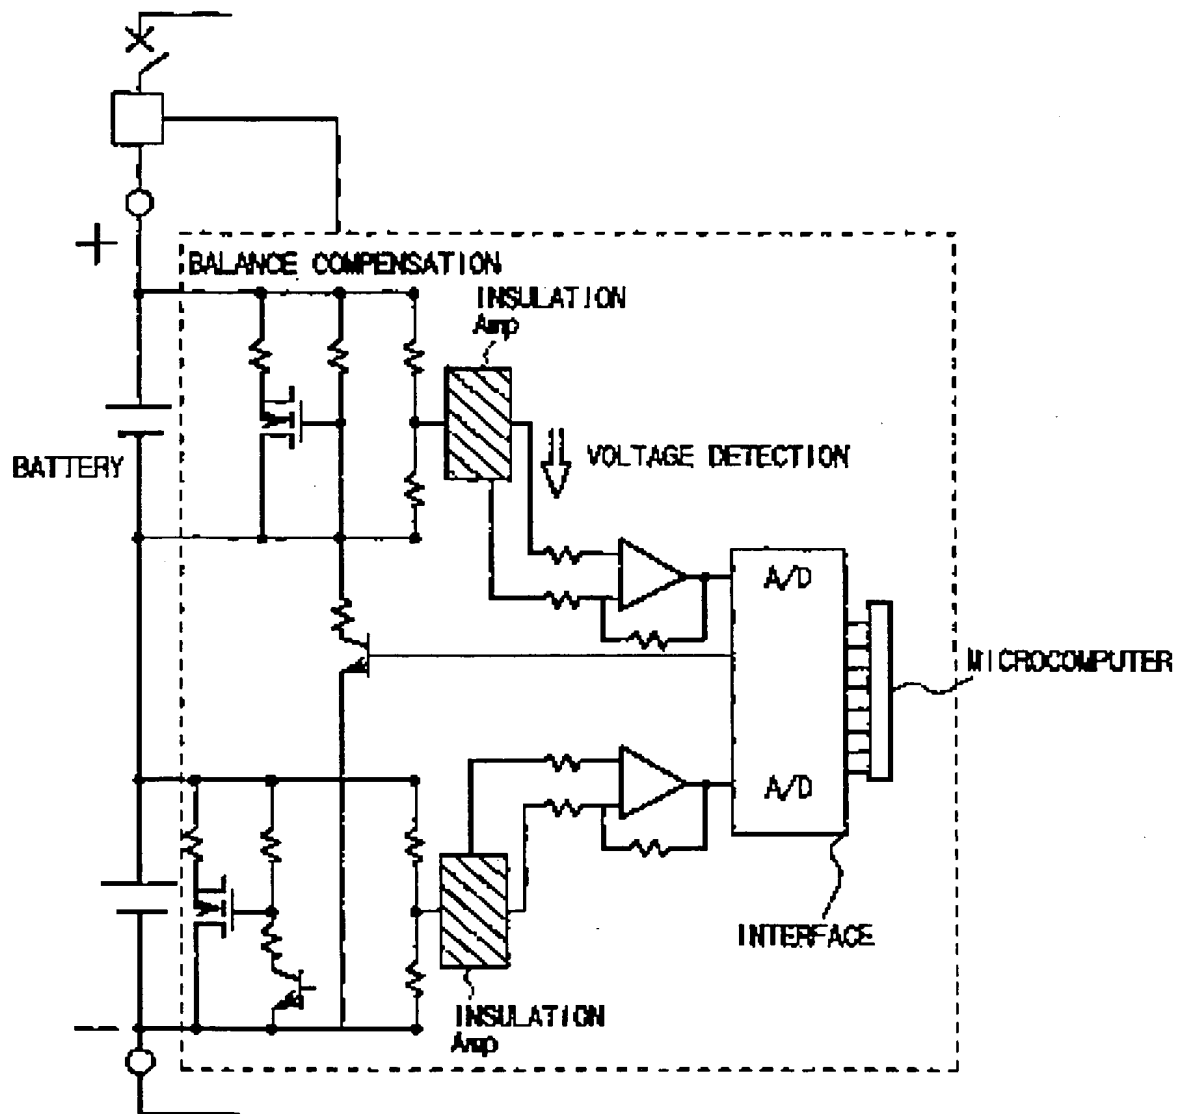 +
BALANCE COMPENSATION
INSULATION
Amp
BATTERY
VOLTAGE DETECTION
A/D
MICROCOMPUTER
A/D
INTERFACE
INSULATION
Amp